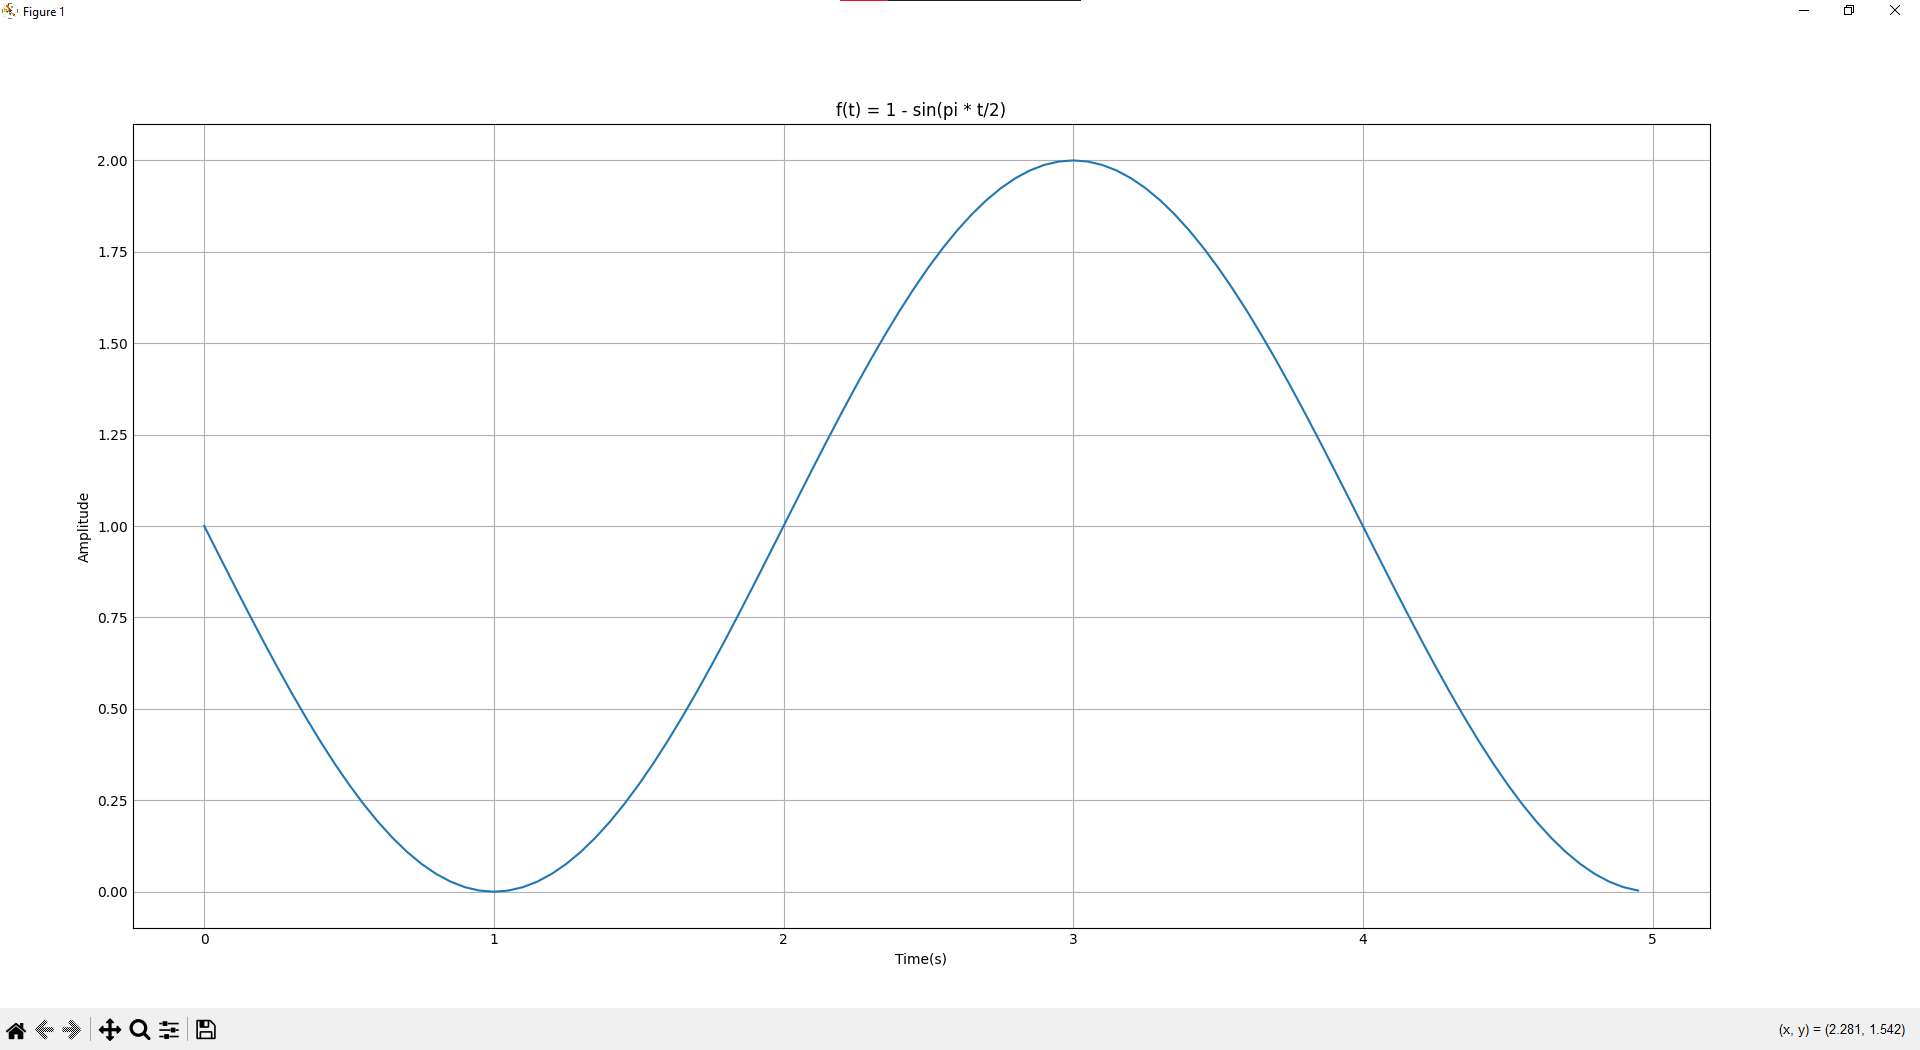 Figure 1
f(t) = 1 - sin(pi * t/2)
2.00
1.75
1.50
1.25
1.00
0.75
0.50
0.25
0.00
Amplitude
0 1 2 3 4 5
Time(s)
(x, y) = (2.281, 1.542)